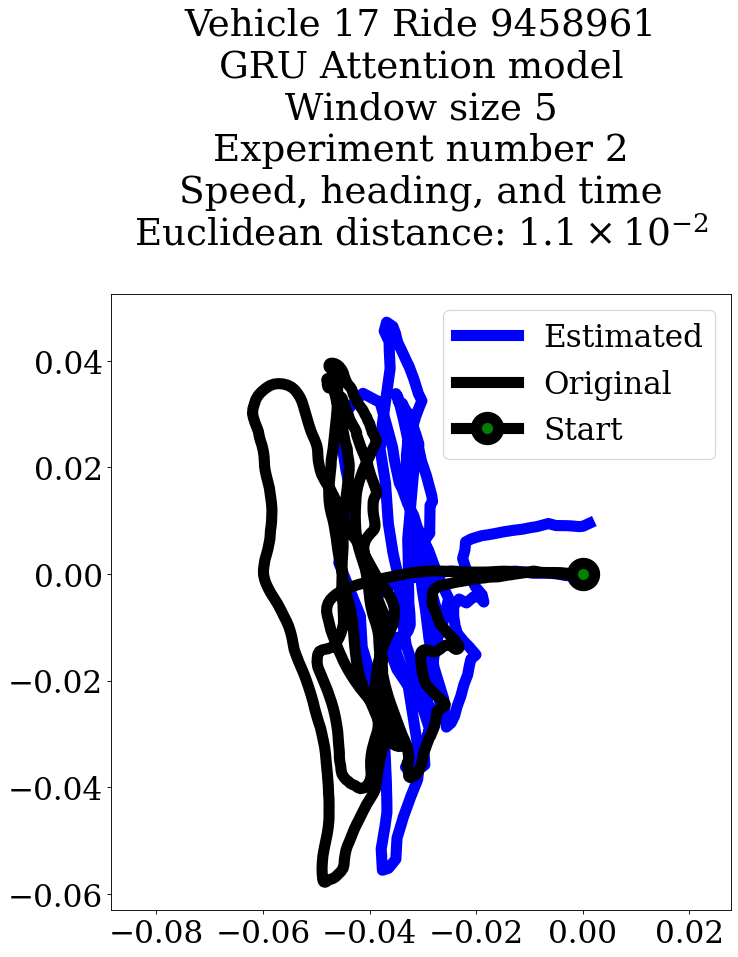 Vehicle 17 Ride 9458961
GRU Attention model
Window size 5
Experiment number 2
Speed, heading, and time
Euclidean distance: 1.1 × 10⁻²
Estimated
Original
Start
0.04
0.02
0.00
−0.02
−0.04
−0.06
−0.08 −0.06 −0.04 −0.02 0.00 0.02